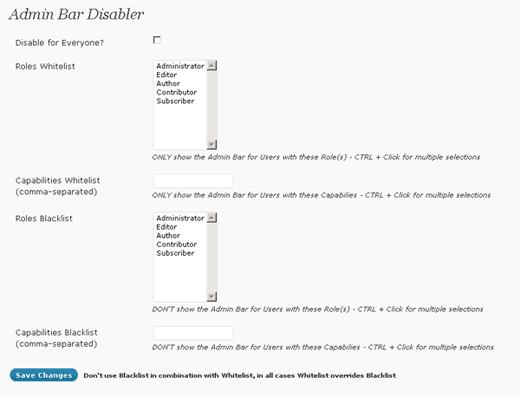 Admin Bar Disabler
Disable for Everyone?
Roles Whitelist
Administrator
Editor
Author
Contributor
Subscriber
ONLY show the Admin Bar for Users with these Role(s) - CTRL + Click for multiple selections
Capabilities Whitelist
(comma-separated)
ONLY show the Admin Bar for Users with these Capabilies - CTRL + Click for multiple selections
Roles Blacklist
Administrator
Editor
Author
Contributor
Subscriber
DON'T show the Admin Bar for Users with these Role(s) - CTRL + Click for multiple selections
Capabilities Blacklist
(comma-separated)
DON'T show the Admin Bar for Users with these Capabilies - CTRL + Click for multiple selections
Save Changes Don't use Blacklist in combination with Whitelist, in all cases Whitelist overrides Blacklist